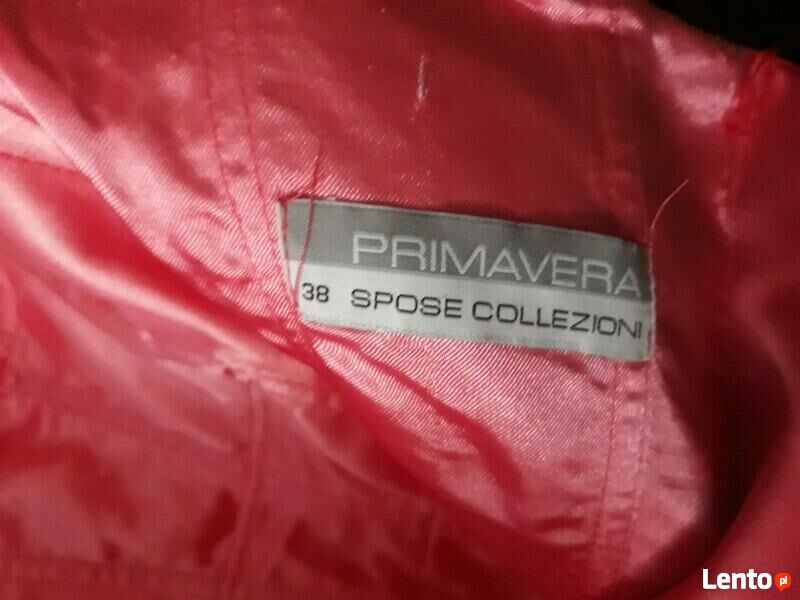 PRIMAVERA
38 SPOSE COLLEZIONI
Lento.pl